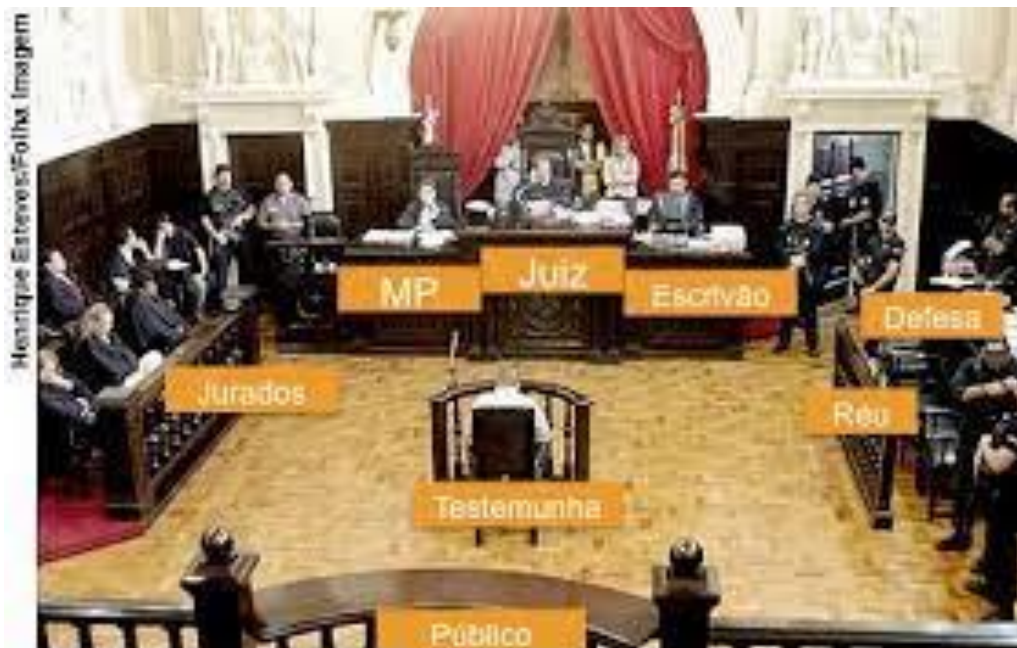 Henrique Esteves/Folha Imagem
MP
Juiz
Escrivão
Defesa
Jurados
Réu
Testemunha
Público